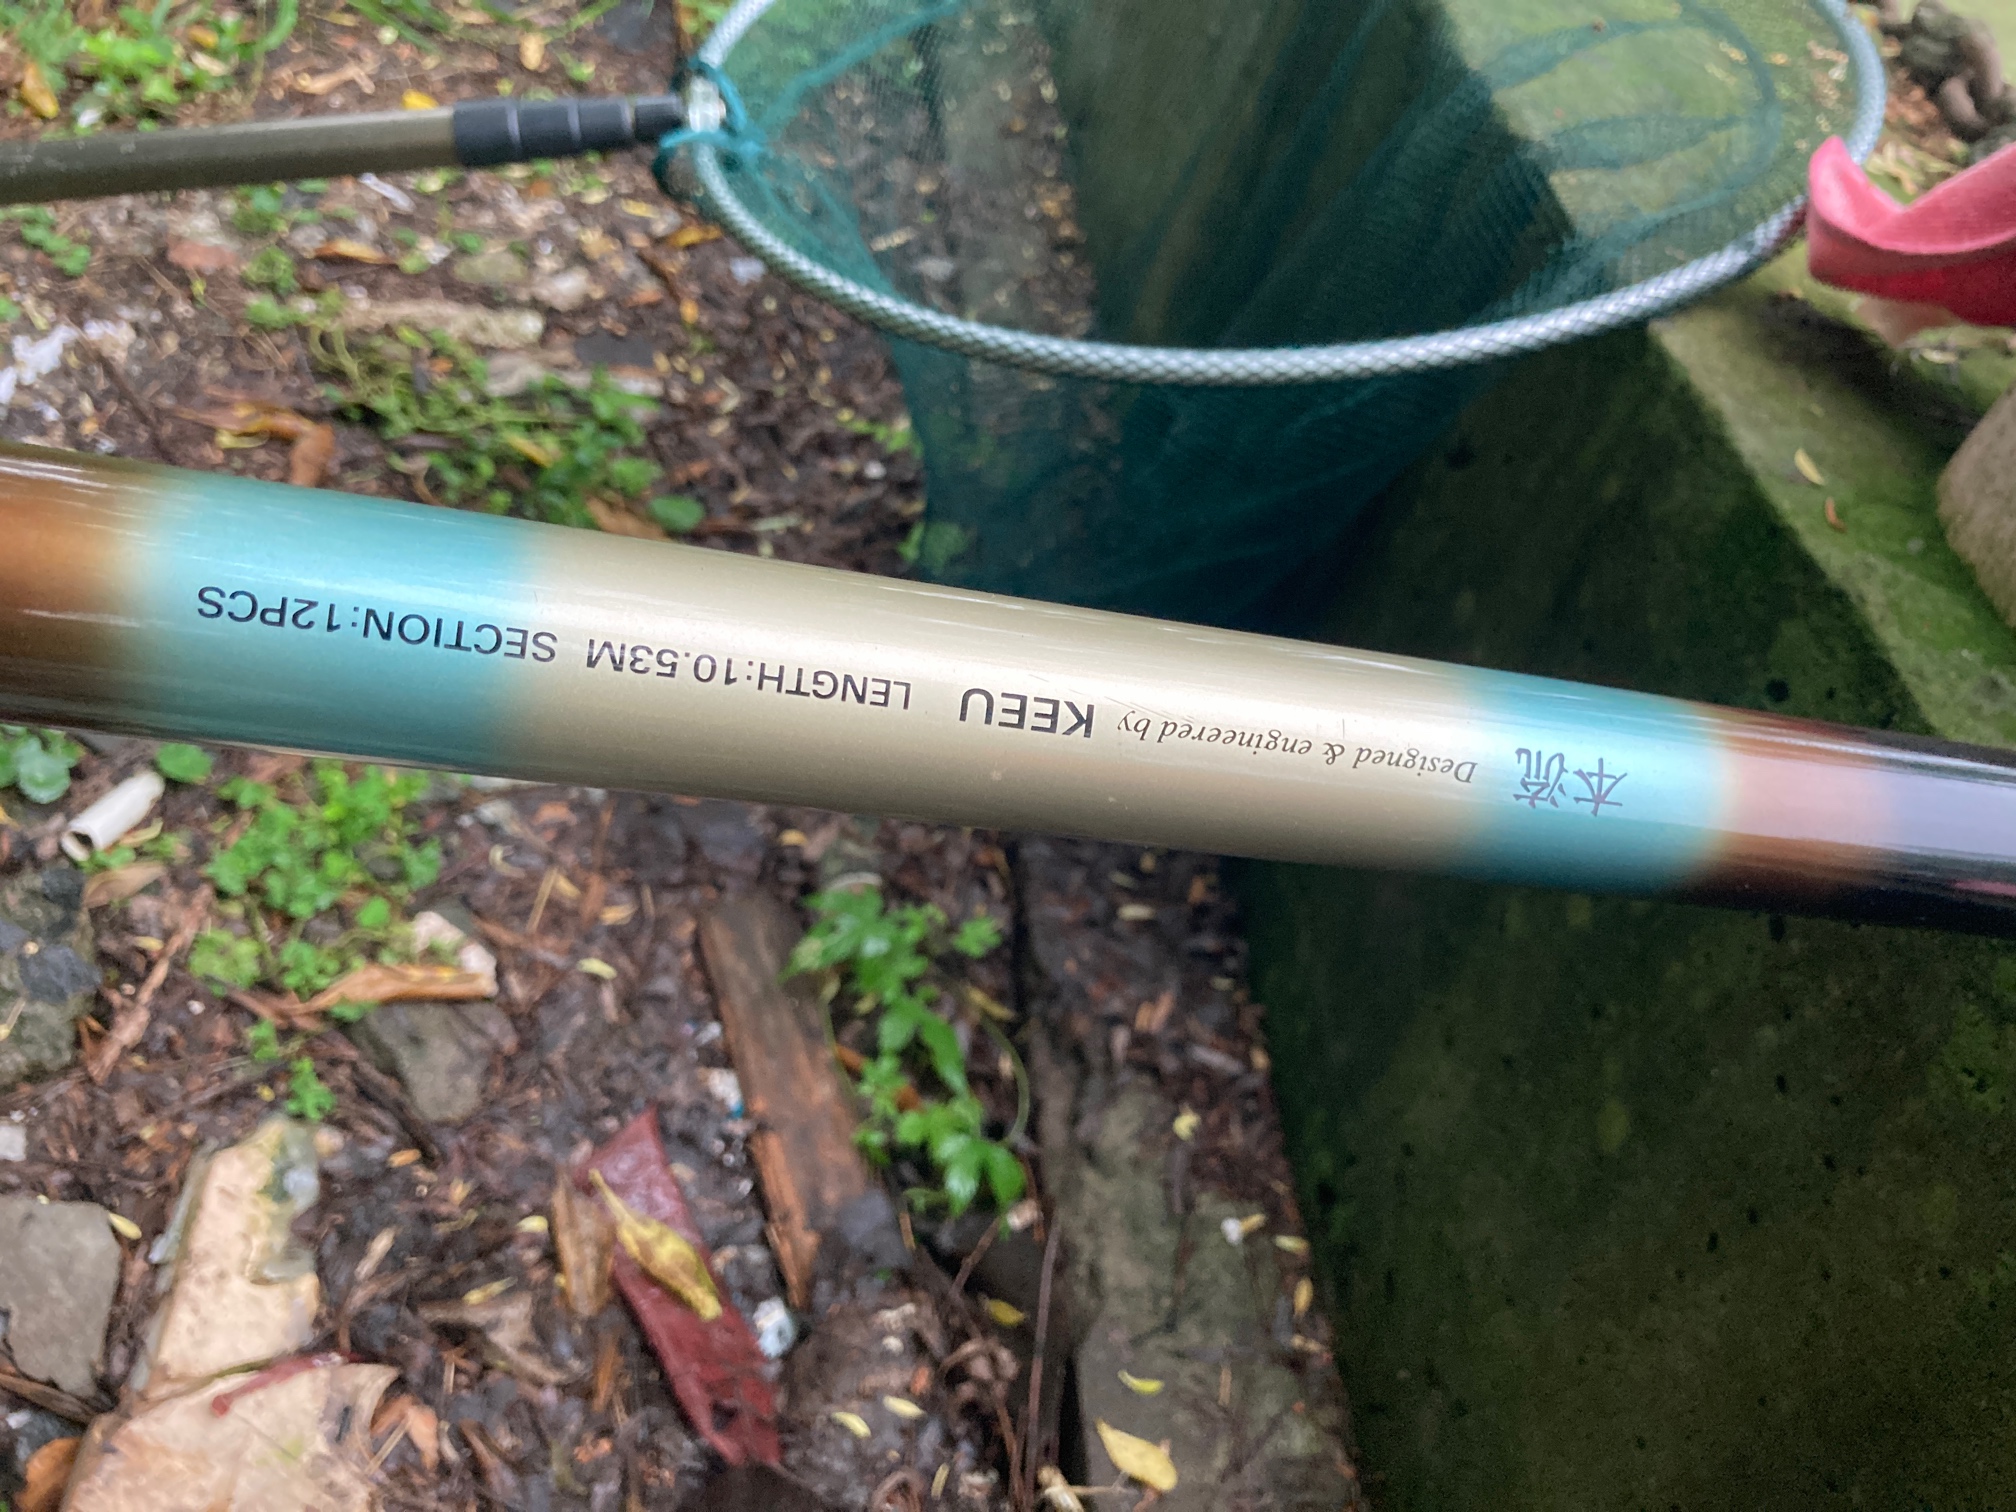 本流 Designed & engineered by KEEU LENGTH:10.53M SECTION:12PCS